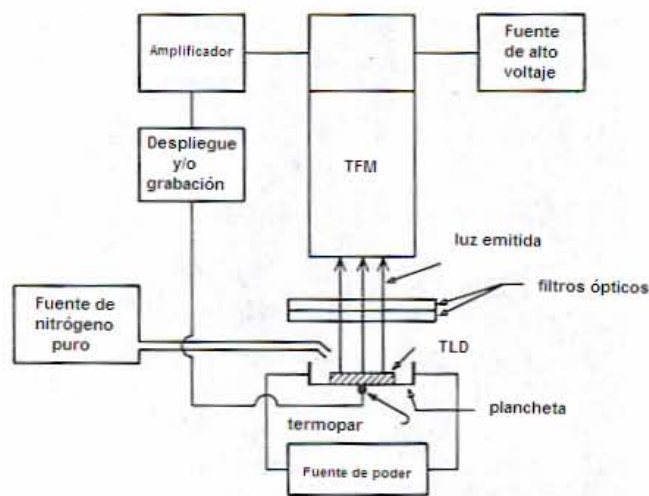 Amplificador
Fuente
de alto
voltaje
Despliegue
y/o
grabación
TFM
luz emitida
filtros ópticos
Fuente de
nitrógeno
puro
TLD
plancheta
termopar
Fuente de poder